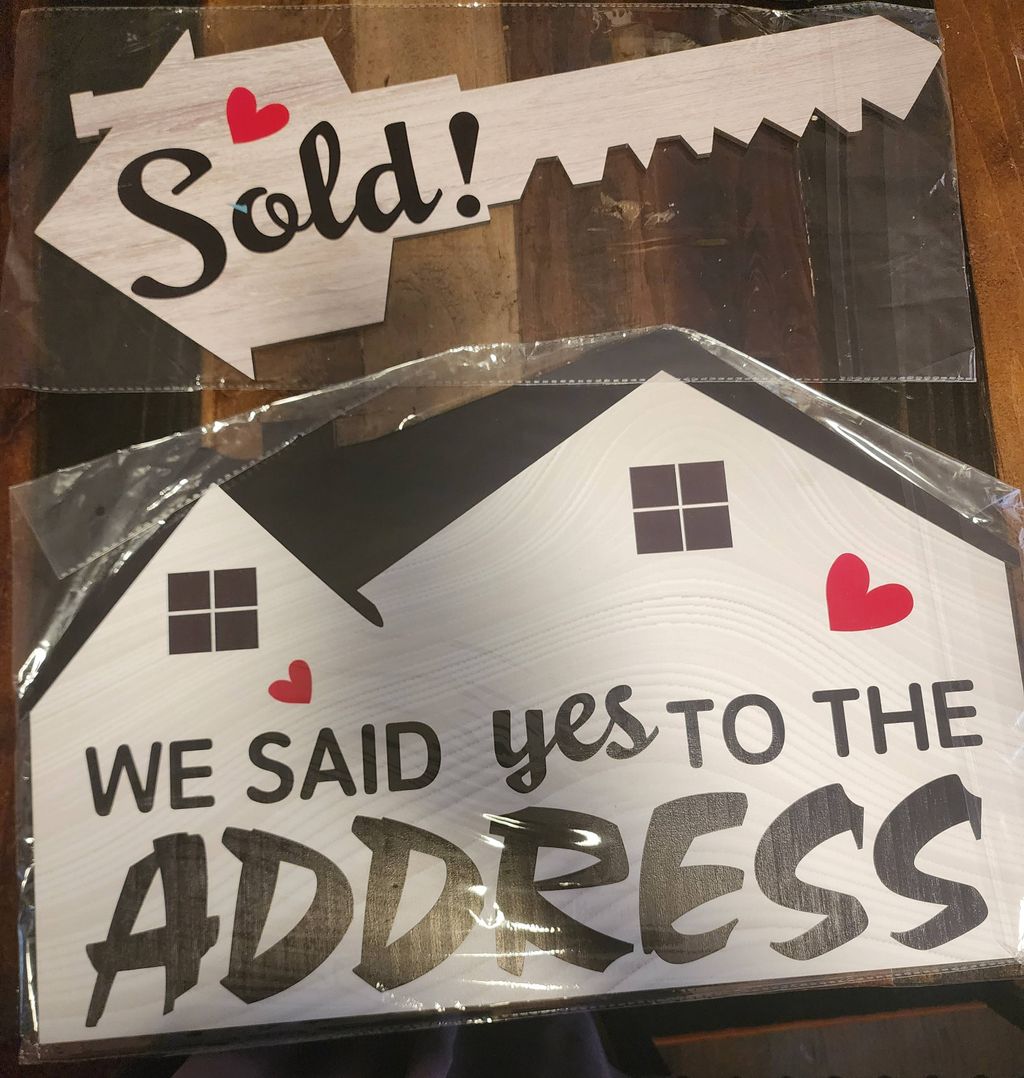 Sold!
WE SAID yes TO THE
ADDRESS